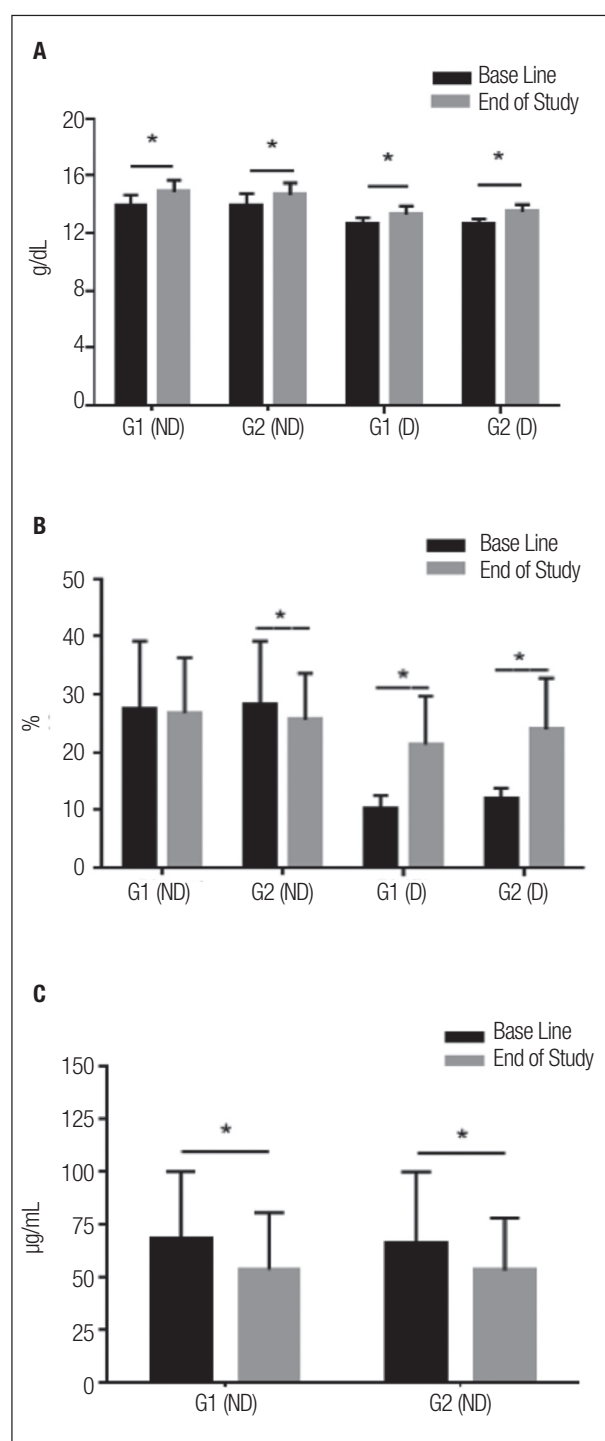 A
Base Line
End of Study
20
16
12
8
4
0
g/dL
*
*
*
*
G1 (ND)
G2 (ND)
G1 (D)
G2 (D)
B
Base Line
End of Study
50
40
30
20
10
0
%
*
*
*
G1 (ND)
G2 (ND)
G1 (D)
G2 (D)
C
Base Line
End of Study
150
125
100
75
50
25
0
µg/mL
*
*
G1 (ND)
G2 (ND)